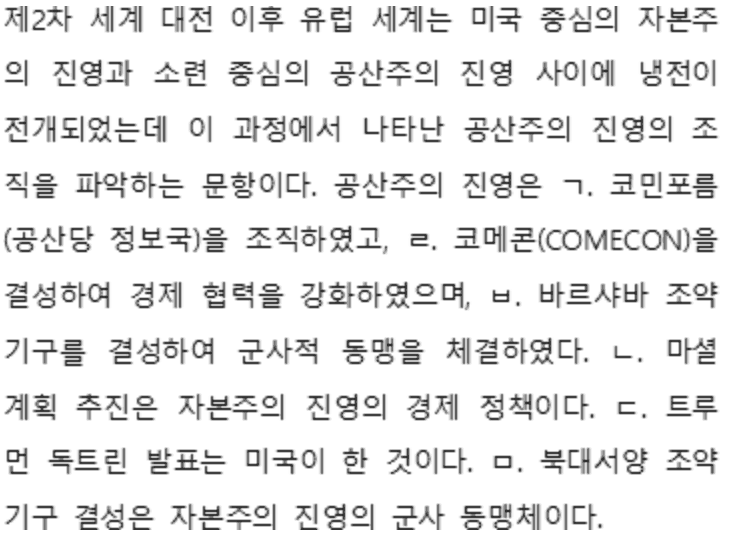 제2차 세계 대전 이후 유럽 세계는 미국 중심의 자본주
의 진영과 소련 중심의 공산주의 진영 사이에 냉전이
전개되었는데 이 과정에서 나타난 공산주의 진영의 조
직을 파악하는 문항이다. 공산주의 진영은 ㄱ. 코민포름
(공산당 정보국)을 조직하였고, ㄹ. 코메콘(COMECON)을
결성하여 경제 협력을 강화하였으며, ㅂ. 바르샤바 조약
기구를 결성하여 군사적 동맹을 체결하였다. ㄴ. 마셜
계획 추진은 자본주의 진영의 경제 정책이다. ㄷ. 트루
먼 독트린 발표는 미국이 한 것이다. ㅁ. 북대서양 조약
기구 결성은 자본주의 진영의 군사 동맹체이다.